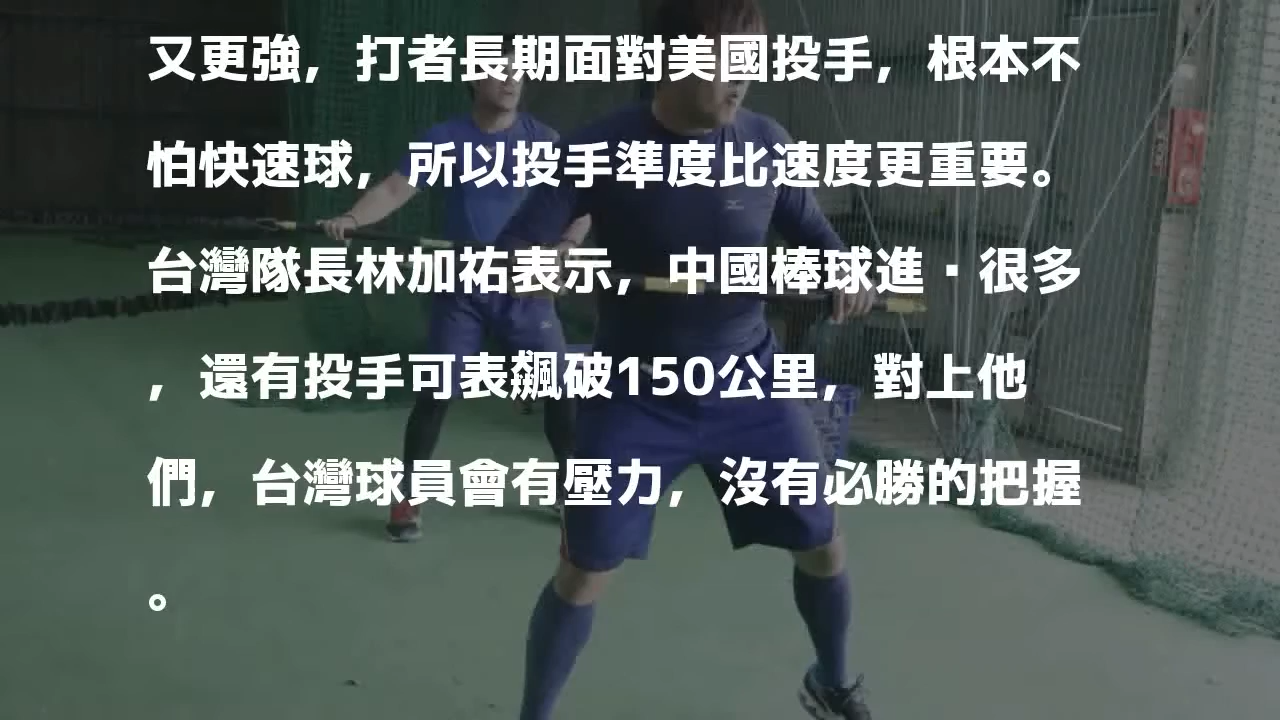 又更強，打者長期面對美國投手，根本不
怕快速球，所以投手準度比速度更重要。
台灣隊長林加祐表示，中國棒球進·很多
，還有投手可表飆破150公里，對上他
們，台灣球員會有壓力，沒有必勝的把握
。